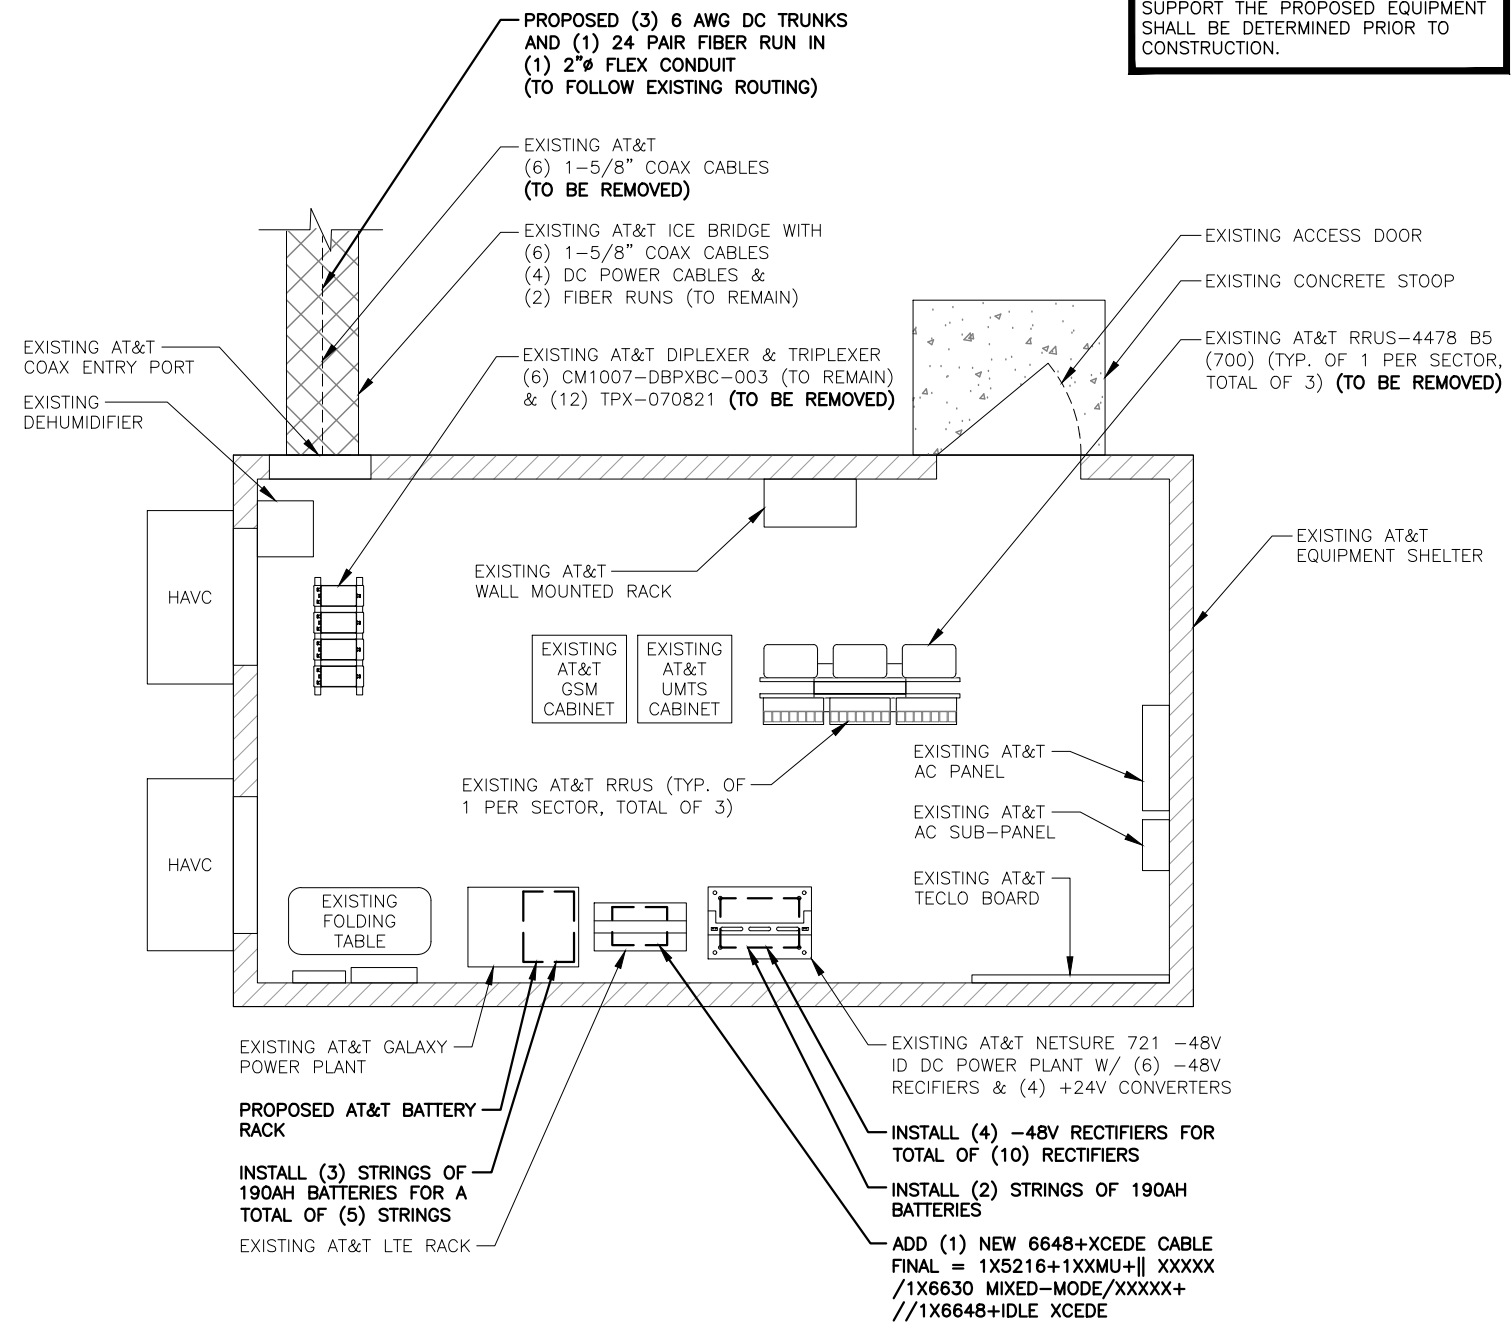 SUPPORT THE PROPOSED EQUIPMENT
SHALL BE DETERMINED PRIOR TO
CONSTRUCTION.
PROPOSED (3) 6 AWG DC TRUNKS
AND (1) 24 PAIR FIBER RUN IN
(1) 2"ø FLEX CONDUIT
(TO FOLLOW EXISTING ROUTING)
EXISTING AT&T
(6) 1-5/8" COAX CABLES
(TO BE REMOVED)
EXISTING AT&T ICE BRIDGE WITH
(6) 1-5/8" COAX CABLES
(4) DC POWER CABLES &
(2) FIBER RUNS (TO REMAIN)
EXISTING ACCESS DOOR
EXISTING CONCRETE STOOP
EXISTING AT&T
COAX ENTRY PORT
EXISTING
DEHUMIDIFIER
EXISTING AT&T DIPLEXER & TRIPLEXER
(6) CM1007-DBPXBC-003 (TO REMAIN)
& (12) TPX-070821 (TO BE REMOVED)
EXISTING AT&T RRUS-4478 B5
(700) (TYP. OF 1 PER SECTOR,
TOTAL OF 3) (TO BE REMOVED)
HAVC
EXISTING AT&T
WALL MOUNTED RACK
EXISTING AT&T
EQUIPMENT SHELTER
EXISTING
AT&T
GSM
CABINET
EXISTING
AT&T
UMTS
CABINET
EXISTING AT&T RRUS (TYP. OF
1 PER SECTOR, TOTAL OF 3)
EXISTING AT&T
AC PANEL
EXISTING AT&T
AC SUB-PANEL
EXISTING AT&T
TECLO BOARD
HAVC
EXISTING
FOLDING
TABLE
EXISTING AT&T GALAXY
POWER PLANT
PROPOSED AT&T BATTERY
RACK
INSTALL (3) STRINGS OF
190AH BATTERIES FOR A
TOTAL OF (5) STRINGS
EXISTING AT&T LTE RACK
EXISTING AT&T NETSURE 721 -48V
ID DC POWER PLANT W/ (6) -48V
RECIFIERS & (4) +24V CONVERTERS
INSTALL (4) -48V RECTIFIERS FOR
TOTAL OF (10) RECTIFIERS
INSTALL (2) STRINGS OF 190AH
BATTERIES
ADD (1) NEW 6648+XCEDE CABLE
FINAL = 1X5216+1XXMU+|| XXXXX
/1X6630 MIXED-MODE/XXXXX+
//1X6648+IDLE XCEDE